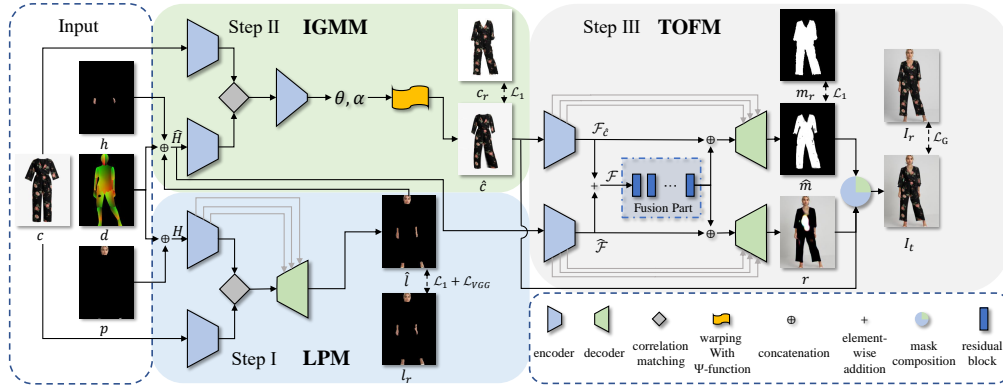 Input
Step II IGMM
Step III TOFM
h
c
d
p
Ĥ
H
θ, α
c_r
ℒ_1
ĉ
Step I LPM
l̂
ℒ_1 + ℒ_VGG
l_r
ℱ_ĉ
ℱ
Fusion Part
ℱ̂
m_r
ℒ_1
m̂
r
I_r
ℒ_G
I_t
encoder
decoder
correlation
matching
warping
With
Ψ-function
concatenation
element-
wise
addition
mask
composition
residual
block